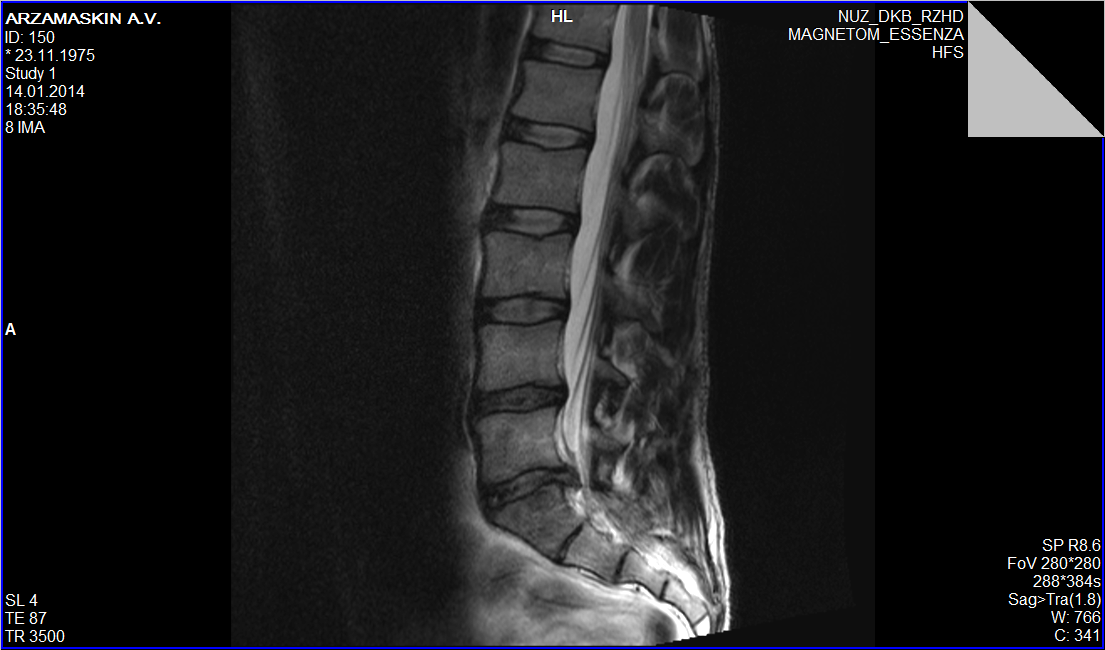 ARZAMASKIN A.V.
ID: 150
* 23.11.1975
Study 1
14.01.2014
18:35:48
8 IMA
HL
NUZ_DKB_RZHD
MAGNETOM_ESSENZA
HFS
A
SL 4
TE 87
TR 3500
SP R8.6
FoV 280*280
288*384s
Sag>Tra(1.8)
W: 766
C: 341